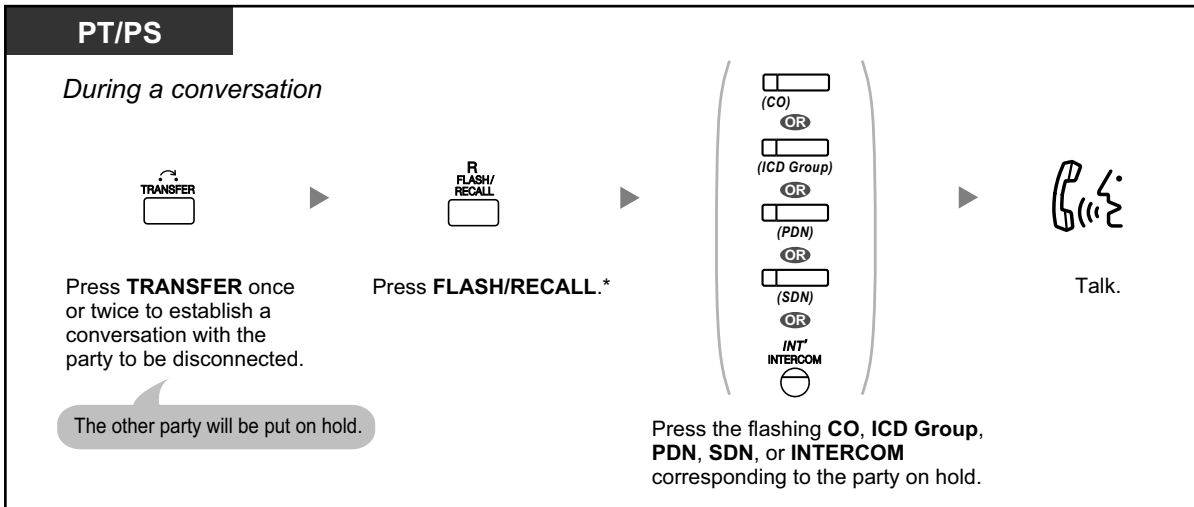 PT/PS
During a conversation
TRANSFER
Press TRANSFER once
or twice to establish a
conversation with the
party to be disconnected.
The other party will be put on hold.
R
FLASH/
RECALL
Press FLASH/RECALL.*
(CO)
OR
(ICD Group)
OR
(PDN)
OR
(SDN)
OR
INT'
INTERCOM
Press the flashing CO, ICD Group,
PDN, SDN, or INTERCOM
corresponding to the party on hold.
Talk.